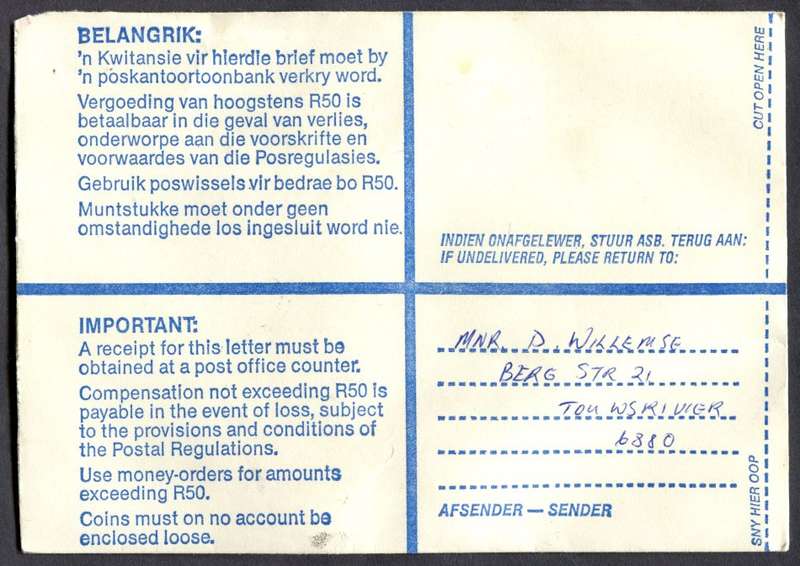 BELANGRIK:
'n Kwitansie vir hierdie brief moet by
'n poskantoortoonbank verkry word.
Vergoeding van hoogstens R50 is
betaalbaar in die geval van verlies,
onderworpe aan die voorskrifte en
voorwaardes van die Posregulasies.
Gebruik poswissels vir bedrae bo R50.
Muntstukke moet onder geen
omstandighede los ingesluit word nie.
INDIEN ONAFGELEWER, STUUR ASB. TERUG AAN:
IF UNDELIVERED, PLEASE RETURN TO:
CUT OPEN HERE
IMPORTANT:
A receipt for this letter must be
obtained at a post office counter.
Compensation not exceeding R50 is
payable in the event of loss, subject
to the provisions and conditions of
the Postal Regulations.
Use money-orders for amounts
exceeding R50.
Coins must on no account be
enclosed loose.
MNR. D. WILLEMSE
BERG STR 21
TOUWSRIVIER
6880
AFSENDER — SENDER
SNY HIER OOP